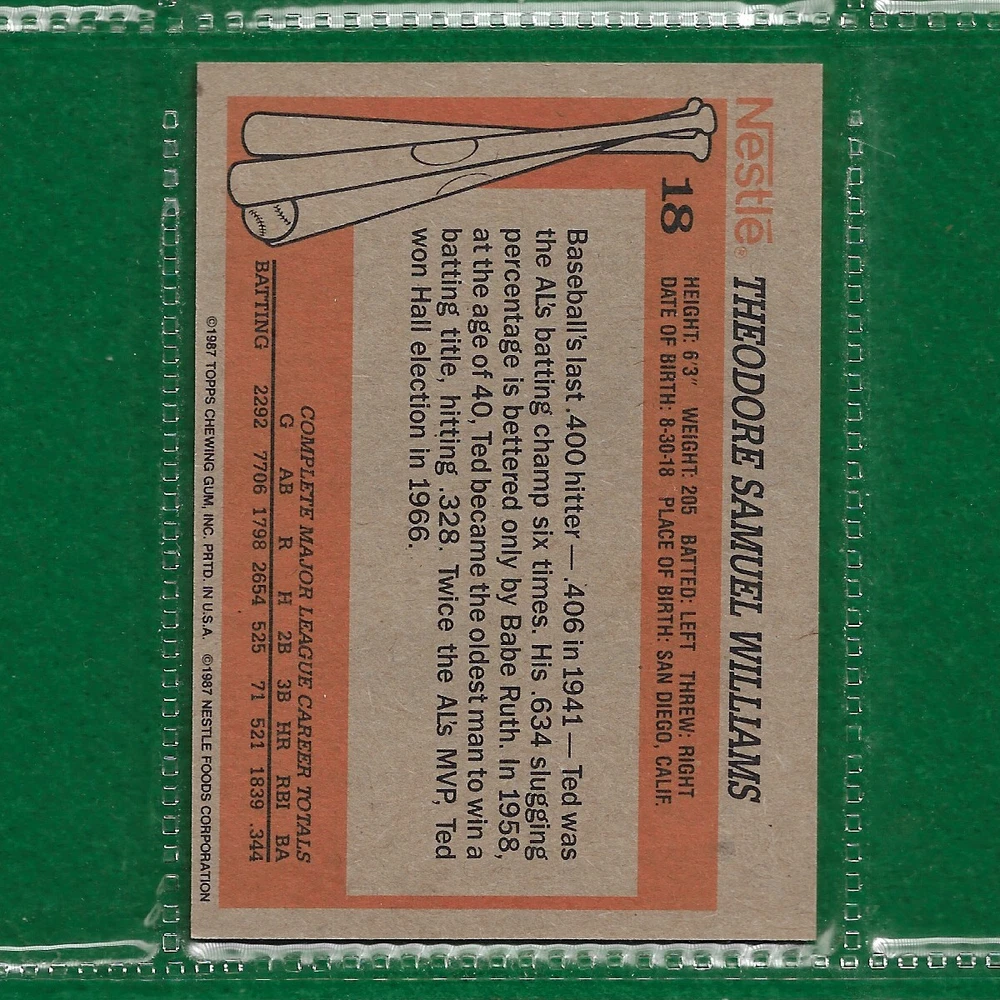 Nestlé®
THEODORE SAMUEL WILLIAMS
18
HEIGHT: 6'3" WEIGHT: 205 BATTED: LEFT THREW: RIGHT
DATE OF BIRTH: 8-30-18 PLACE OF BIRTH: SAN DIEGO, CALIF.
Baseball's last .400 hitter — .406 in 1941 — Ted was
the AL's batting champ six times. His .634 slugging
percentage is bettered only by Babe Ruth. In 1958,
at the age of 40, Ted became the oldest man to win a
batting title, hitting .328. Twice the AL's MVP, Ted
won Hall election in 1966.
COMPLETE MAJOR LEAGUE CAREER TOTALS
G AB R H 2B 3B HR RBI BA
BATTING 2292 7706 1798 2654 525 71 521 1839 .344
©1987 TOPPS CHEWING GUM, INC. PRTD. IN U.S.A. ©1987 NESTLE FOODS CORPORATION